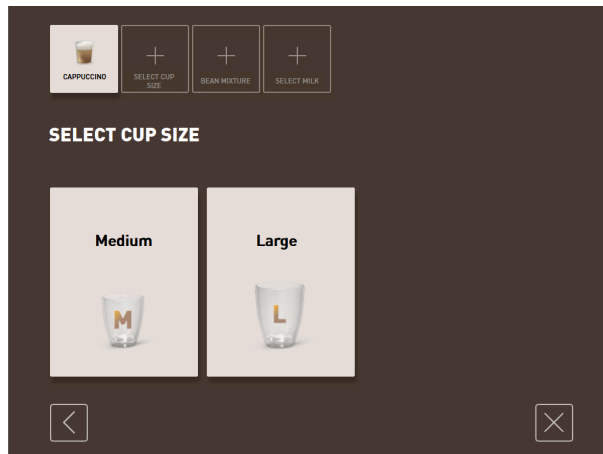 CAPPUCCINO
SELECT CUP
SIZE
BEAN MIXTURE
SELECT MILK
SELECT CUP SIZE
Medium
Large
M
L